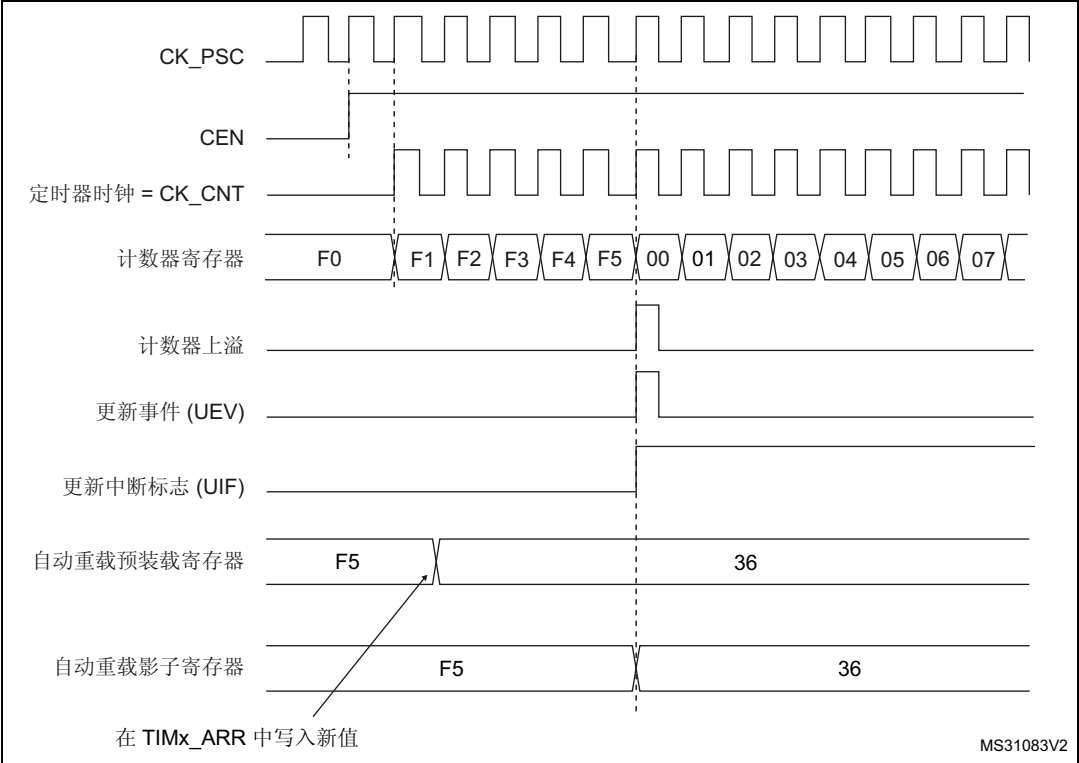 CK_PSC
CEN
定时器时钟 = CK_CNT
计数器寄存器 F0 F1 F2 F3 F4 F5 00 01 02 03 04 05 06 07
计数器上溢
更新事件 (UEV)
更新中断标志 (UIF)
自动重载预装载寄存器 F5 36
自动重载影子寄存器 F5 36
在 TIMx_ARR 中写入新值
MS31083V2